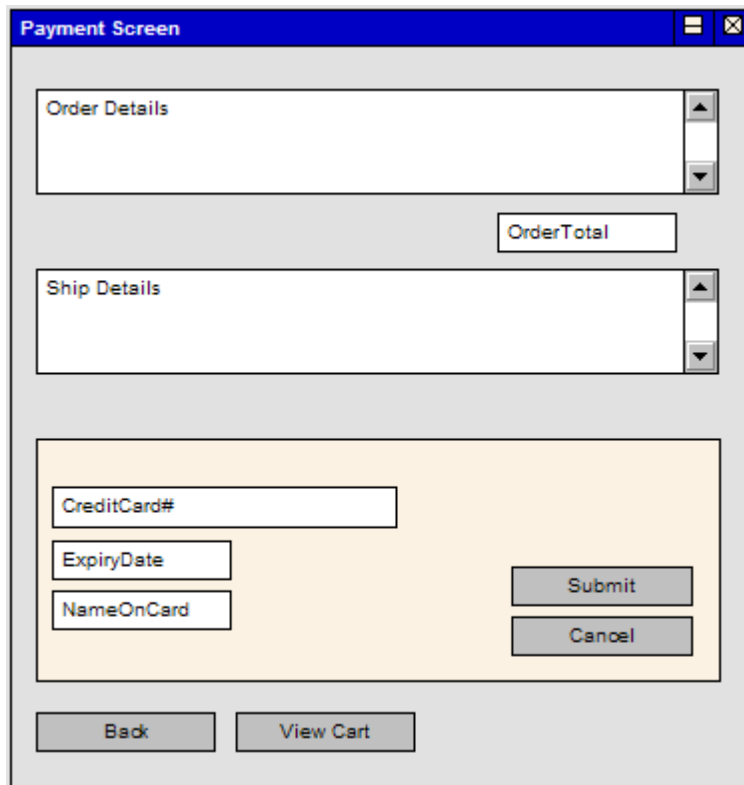 Payment Screen
Order Details
OrderTotal
Ship Details
CreditCard#
ExpiryDate
NameOnCard
Submit
Cancel
Back
View Cart